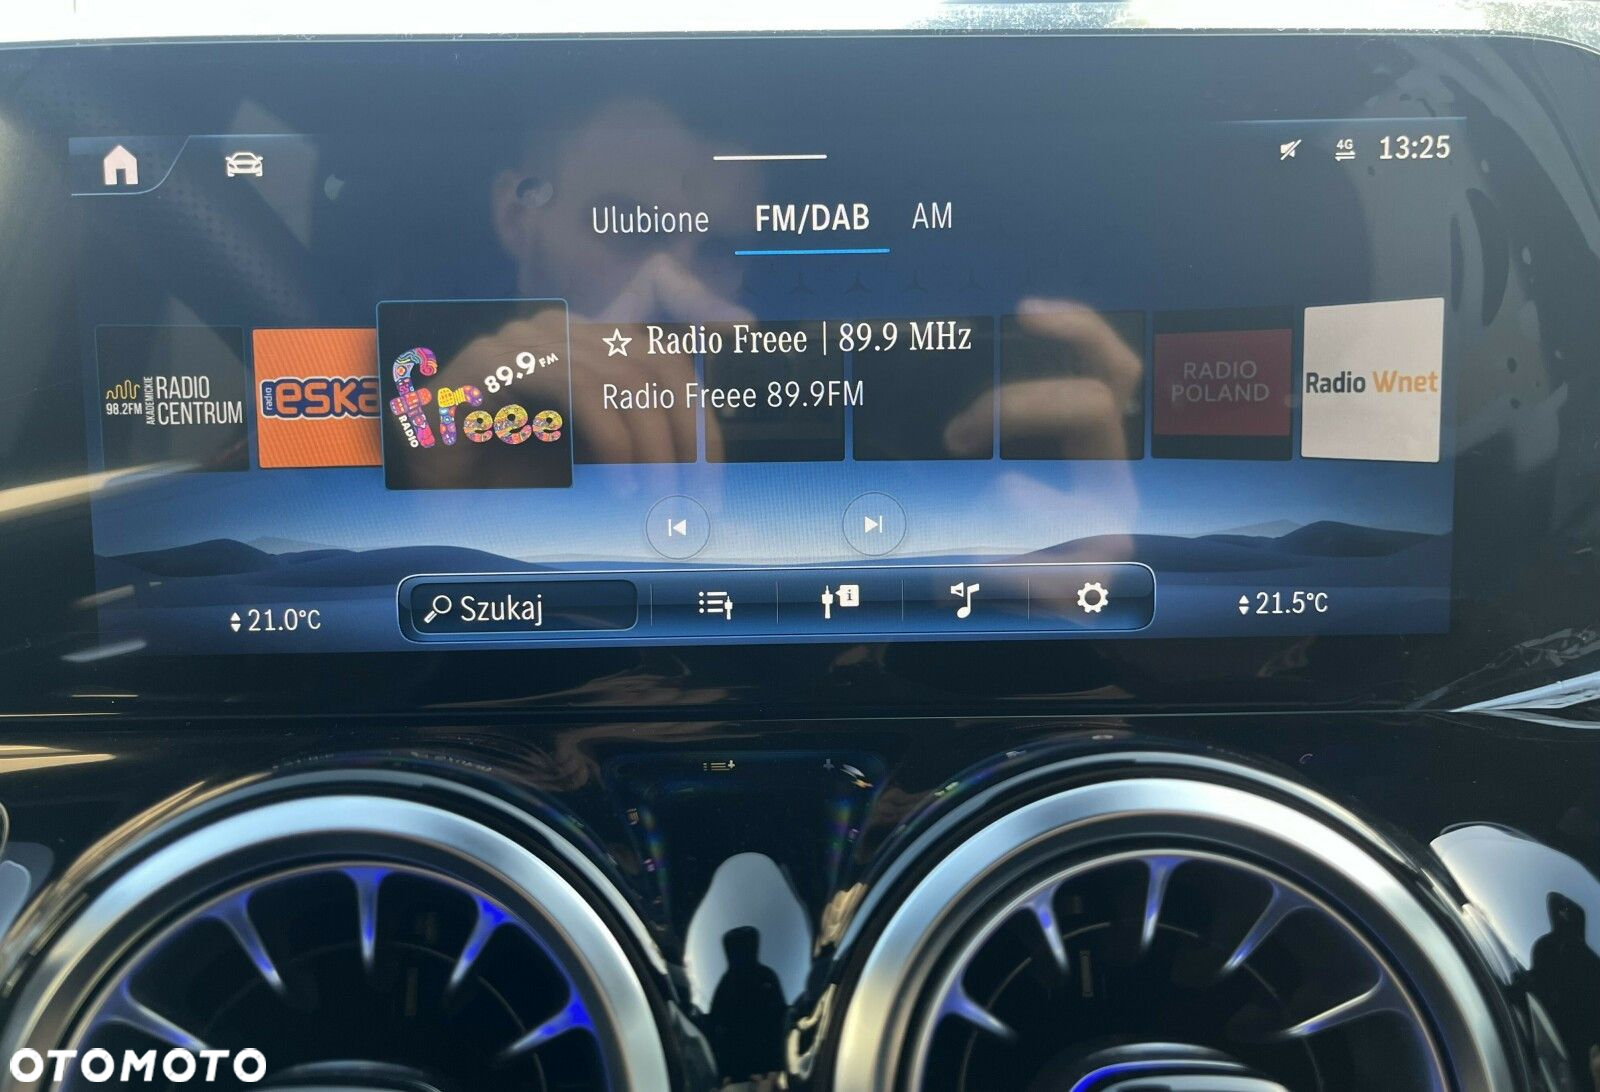 4G
13:25
Ulubione
FM/DAB
AM
98.2FM
AKADEMICKIE
RADIO
CENTRUM
radio
eska
RADIO
freee
89.9 FM
Radio Freee | 89.9 MHz
Radio Freee 89.9FM
RADIO
POLAND
Radio Wnet
21.0°C
Szukaj
i
21.5°C
OTOMOTO